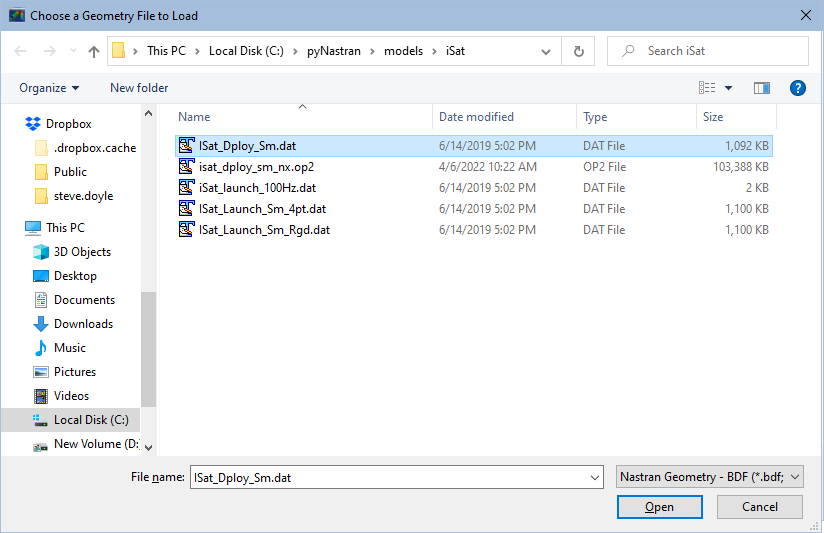 Choose a Geometry File to Load
This PC > Local Disk (C:) > pyNastran > models > iSat
Search iSat
Organize New folder
?
Name Date modified Type Size
Dropbox
.dropbox.cache
Public
steve.doyle
This PC
3D Objects
Desktop
Documents
Downloads
Music
Pictures
Videos
Local Disk (C:)
New Volume (D:
ISat_Dploy_Sm.dat 6/14/2019 5:02 PM DAT File 1,092 KB
isat_dploy_sm_nx.op2 4/6/2022 10:22 AM OP2 File 103,388 KB
iSat_launch_100Hz.dat 6/14/2019 5:02 PM DAT File 2 KB
ISat_Launch_Sm_4pt.dat 6/14/2019 5:02 PM DAT File 1,100 KB
ISat_Launch_Sm_Rgd.dat 6/14/2019 5:02 PM DAT File 1,100 KB
File name: ISat_Dploy_Sm.dat Nastran Geometry - BDF (*.bdf;
Open Cancel